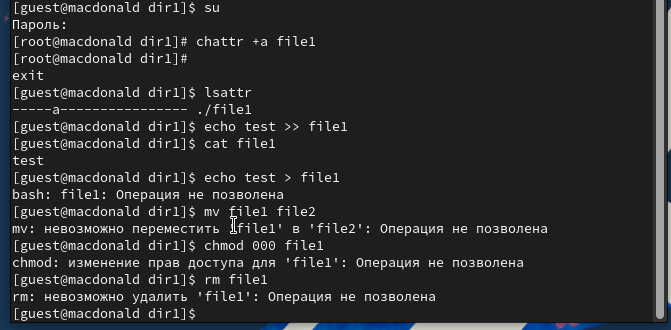 [guest@macdonald dir1]$ su
Пароль:
[root@macdonald dir1]# chattr +a file1
[root@macdonald dir1]#
exit
[guest@macdonald dir1]$ lsattr
-----a---------------- ./file1
[guest@macdonald dir1]$ echo test >> file1
[guest@macdonald dir1]$ cat file1
test
[guest@macdonald dir1]$ echo test > file1
bash: file1: Операция не позволена
[guest@macdonald dir1]$ mv file1 file2
mv: невозможно переместить 'file1' в 'file2': Операция не позволена
[guest@macdonald dir1]$ chmod 000 file1
chmod: изменение прав доступа для 'file1': Операция не позволена
[guest@macdonald dir1]$ rm file1
rm: невозможно удалить 'file1': Операция не позволена
[guest@macdonald dir1]$